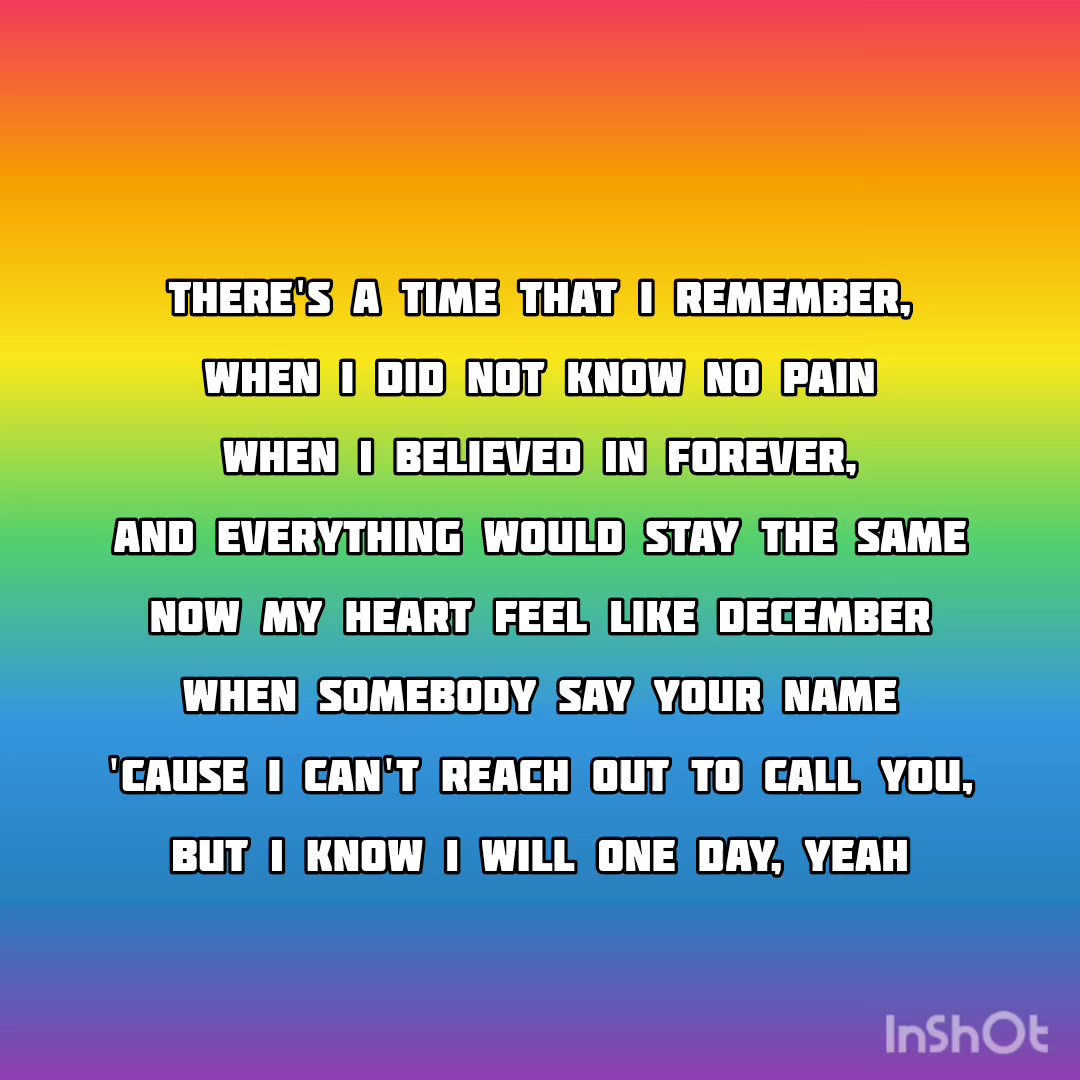 THERE'S A TIME THAT I REMEMBER,
WHEN I DID NOT KNOW NO PAIN
WHEN I BELIEVED IN FOREVER,
AND EVERYTHING WOULD STAY THE SAME
NOW MY HEART FEEL LIKE DECEMBER
WHEN SOMEBODY SAY YOUR NAME
'CAUSE I CAN'T REACH OUT TO CALL YOU,
BUT I KNOW I WILL ONE DAY, YEAH
InShOt